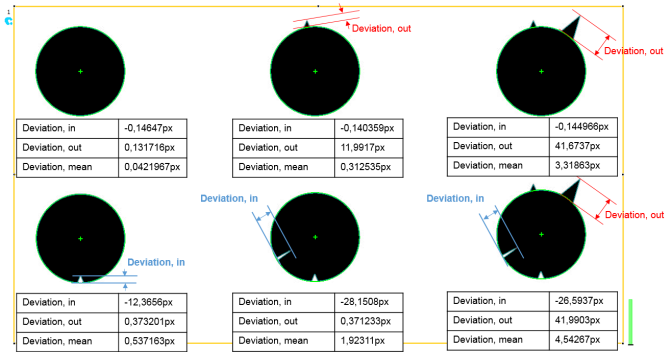 1
Deviation, out
Deviation, out
Deviation, in -0,14647px
Deviation, out 0,131716px
Deviation, mean 0,0421967px
Deviation, in -0,140359px
Deviation, out 11,9917px
Deviation, mean 0,312535px
Deviation, in -0,144966px
Deviation, out 41,6737px
Deviation, mean 3,31863px
Deviation, in
Deviation, in
Deviation, in
Deviation, out
Deviation, in -12,3656px
Deviation, out 0,373201px
Deviation, mean 0,537163px
Deviation, in -28,1508px
Deviation, out 0,371233px
Deviation, mean 1,92311px
Deviation, in -26,5937px
Deviation, out 41,9903px
Deviation, mean 4,54267px